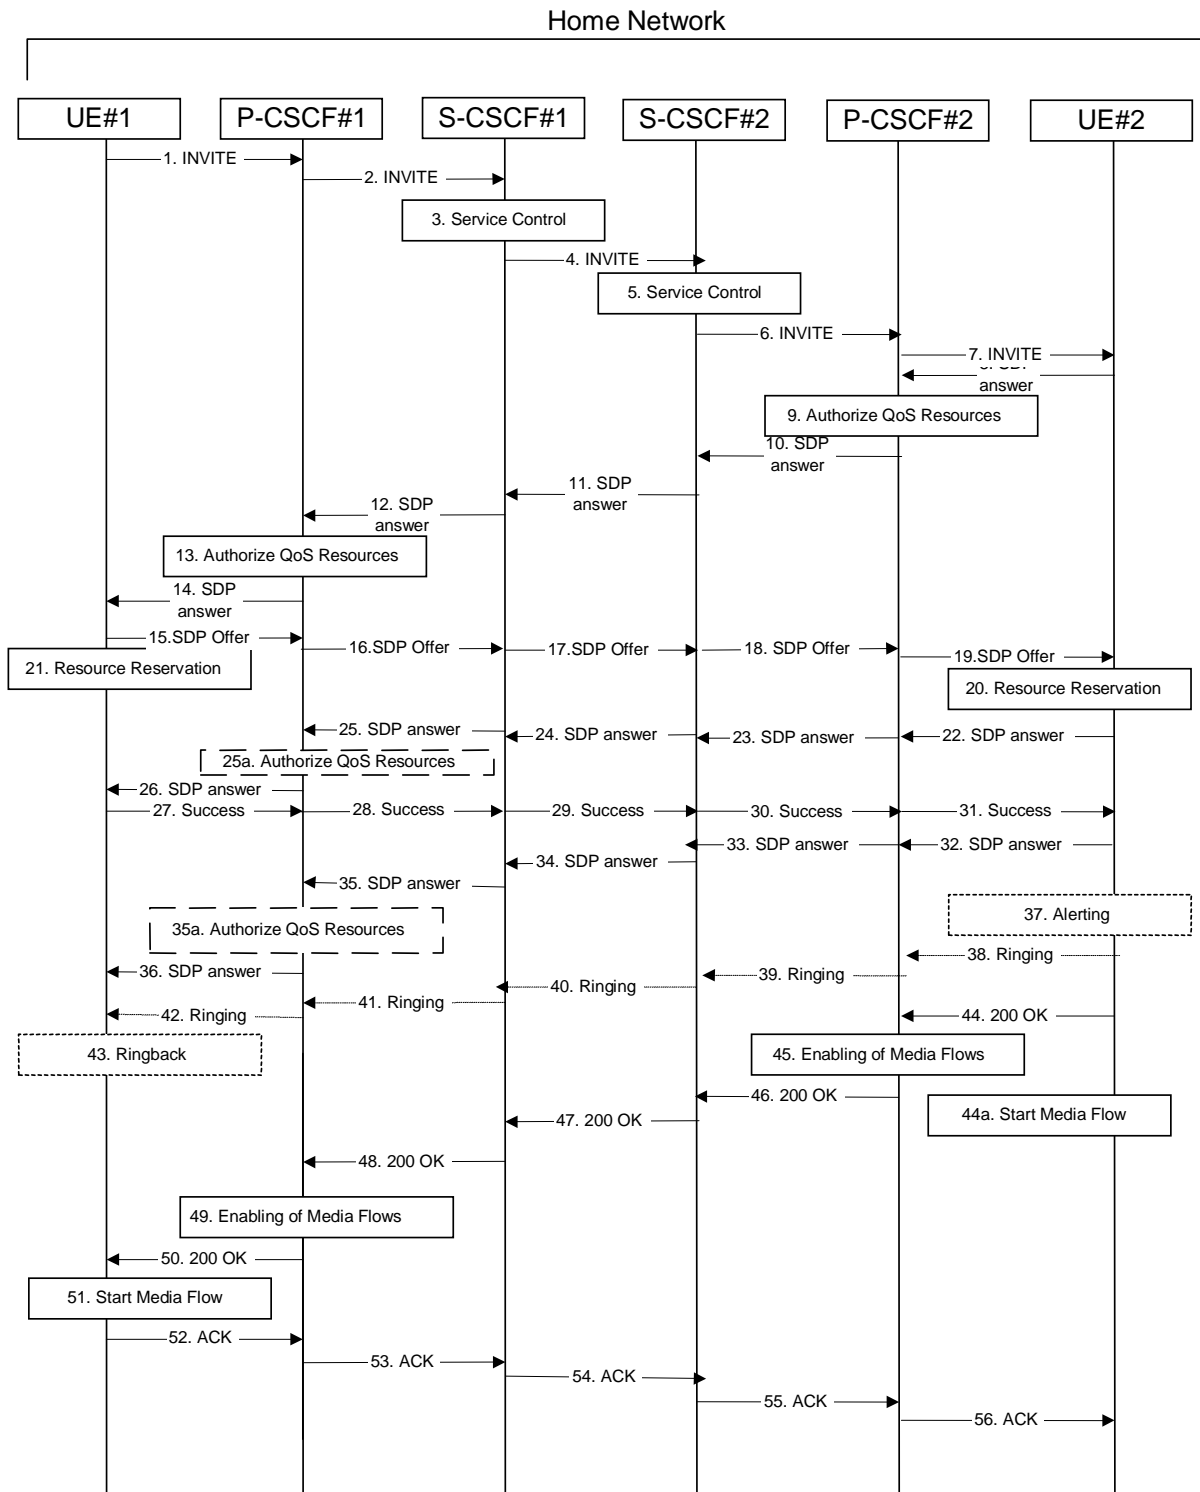 Home Network
UE#1
P-CSCF#1
S-CSCF#1
S-CSCF#2
P-CSCF#2
UE#2
1. INVITE
2. INVITE
3. Service Control
4. INVITE
5. Service Control
6. INVITE
7. INVITE
SDP
answer
9. Authorize QoS Resources
10. SDP
answer
11. SDP
answer
12. SDP
answer
13. Authorize QoS Resources
14. SDP
answer
15.SDP Offer
16.SDP Offer
17.SDP Offer
18. SDP Offer
19.SDP Offer
21. Resource Reservation
20. Resource Reservation
25. SDP answer
24. SDP answer
23. SDP answer
22. SDP answer
25a. Authorize QoS Resources
26. SDP answer
27. Success
28. Success
29. Success
30. Success
31. Success
33. SDP answer
32. SDP answer
34. SDP answer
35. SDP answer
35a. Authorize QoS Resources
37. Alerting
36. SDP answer
38. Ringing
39. Ringing
40. Ringing
41. Ringing
42. Ringing
44. 200 OK
43. Ringback
45. Enabling of Media Flows
46. 200 OK
44a. Start Media Flow
47. 200 OK
48. 200 OK
49. Enabling of Media Flows
50. 200 OK
51. Start Media Flow
52. ACK
53. ACK
54. ACK
55. ACK
56. ACK